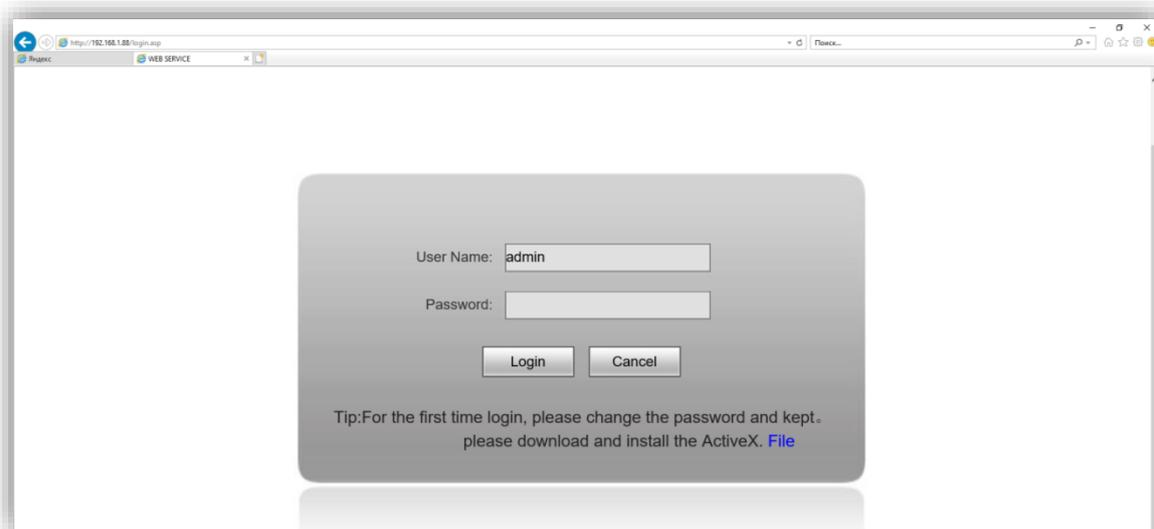 http://192.168.1.88/login.asp
Поиск...
Яндекс
WEB SERVICE
User Name: admin
Password:
Login Cancel
Tip:For the first time login, please change the password and kept。
please download and install the ActiveX. File